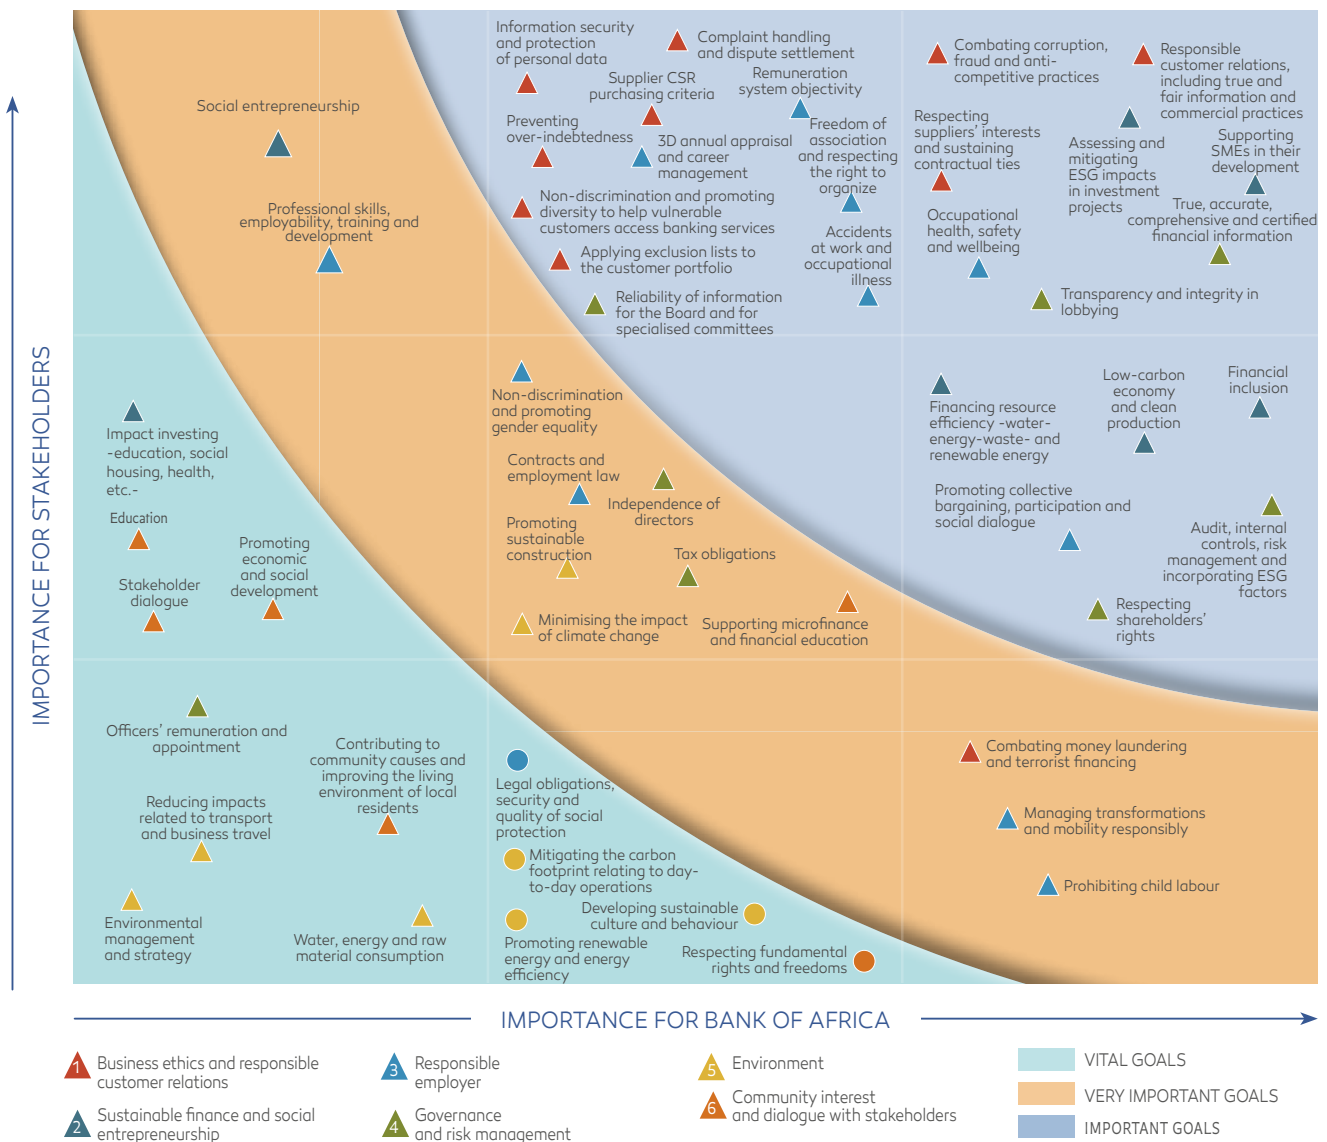 Information security
and protection
of personal data
Complaint handling
and dispute settlement
Supplier CSR
purchasing criteria
Remuneration
system objectivity
Preventing
over-indebtedness
3D annual appraisal
and career
management
Freedom of
association
and respecting
the right to
organize
Non-discrimination and promoting
diversity to help vulnerable
customers access banking services
Accidents
at work and
occupational
illness
Applying exclusion lists to
the customer portfolio
Reliability of information
for the Board and for
specialised committees
Combating corruption,
fraud and anti-
competitive practices
Responsible
customer relations,
including true and
fair information and
commercial practices
Respecting
suppliers' interests
and sustaining
contractual ties
Assessing and
mitigating
ESG impacts
in investment
projects
Supporting
SMEs in their
development
True, accurate,
comprehensive and certified
financial information
Occupational
health, safety
and wellbeing
Transparency and integrity in
lobbying
Social entrepreneurship
Professional skills,
employability, training and
development
Non-discrimination
and promoting
gender equality
Contracts and
employment law
Independence of
directors
Promoting
sustainable
construction
Tax obligations
Minimising the impact
of climate change
Supporting microfinance
and financial education
Financing resource
efficiency -water-
energy-waste- and
renewable energy
Low-carbon
economy
and clean
production
Financial
inclusion
Promoting collective
bargaining, participation and
social dialogue
Audit, internal
controls, risk
management and
incorporating ESG
factors
Respecting
shareholders'
rights
Impact investing
-education, social
housing, health,
etc.-
Education
Promoting
economic
and social
development
Stakeholder
dialogue
Officers' remuneration and
appointment
Contributing to
community causes and
improving the living
environment of local
residents
Reducing impacts
related to transport
and business travel
Environmental
management
and strategy
Water, energy and raw
material consumption
Legal obligations,
security and
quality of social
protection
Mitigating the carbon
footprint relating to day-
to-day operations
Developing sustainable
culture and behaviour
Promoting renewable
energy and energy
efficiency
Respecting fundamental
rights and freedoms
Combating money laundering
and terrorist financing
Managing transformations
and mobility responsibly
Prohibiting child labour
IMPORTANCE FOR STAKEHOLDERS
IMPORTANCE FOR BANK OF AFRICA
1 Business ethics and responsible
customer relations
2 Sustainable finance and social
entrepreneurship
3 Responsible
employer
4 Governance
and risk management
5 Environment
6 Community interest
and dialogue with stakeholders
VITAL GOALS
VERY IMPORTANT GOALS
IMPORTANT GOALS